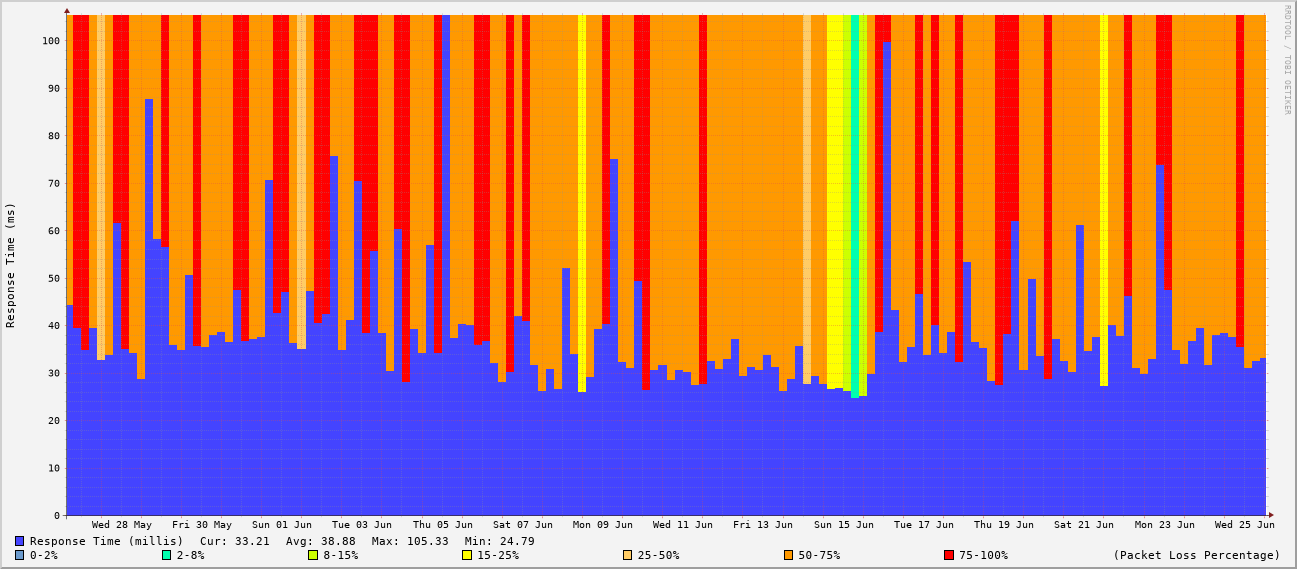 RRDTOOL / TOBI OETIKER
Response Time (ms)
100
90
80
70
60
50
40
30
20
10
0
Wed 28 May Fri 30 May Sun 01 Jun Tue 03 Jun Thu 05 Jun Sat 07 Jun Mon 09 Jun Wed 11 Jun Fri 13 Jun Sun 15 Jun Tue 17 Jun Thu 19 Jun Sat 21 Jun Mon 23 Jun Wed 25 Jun
Response Time (millis) Cur: 33.21 Avg: 38.88 Max: 105.33 Min: 24.79
0-2% 2-8% 8-15% 15-25% 25-50% 50-75% 75-100% (Packet Loss Percentage)